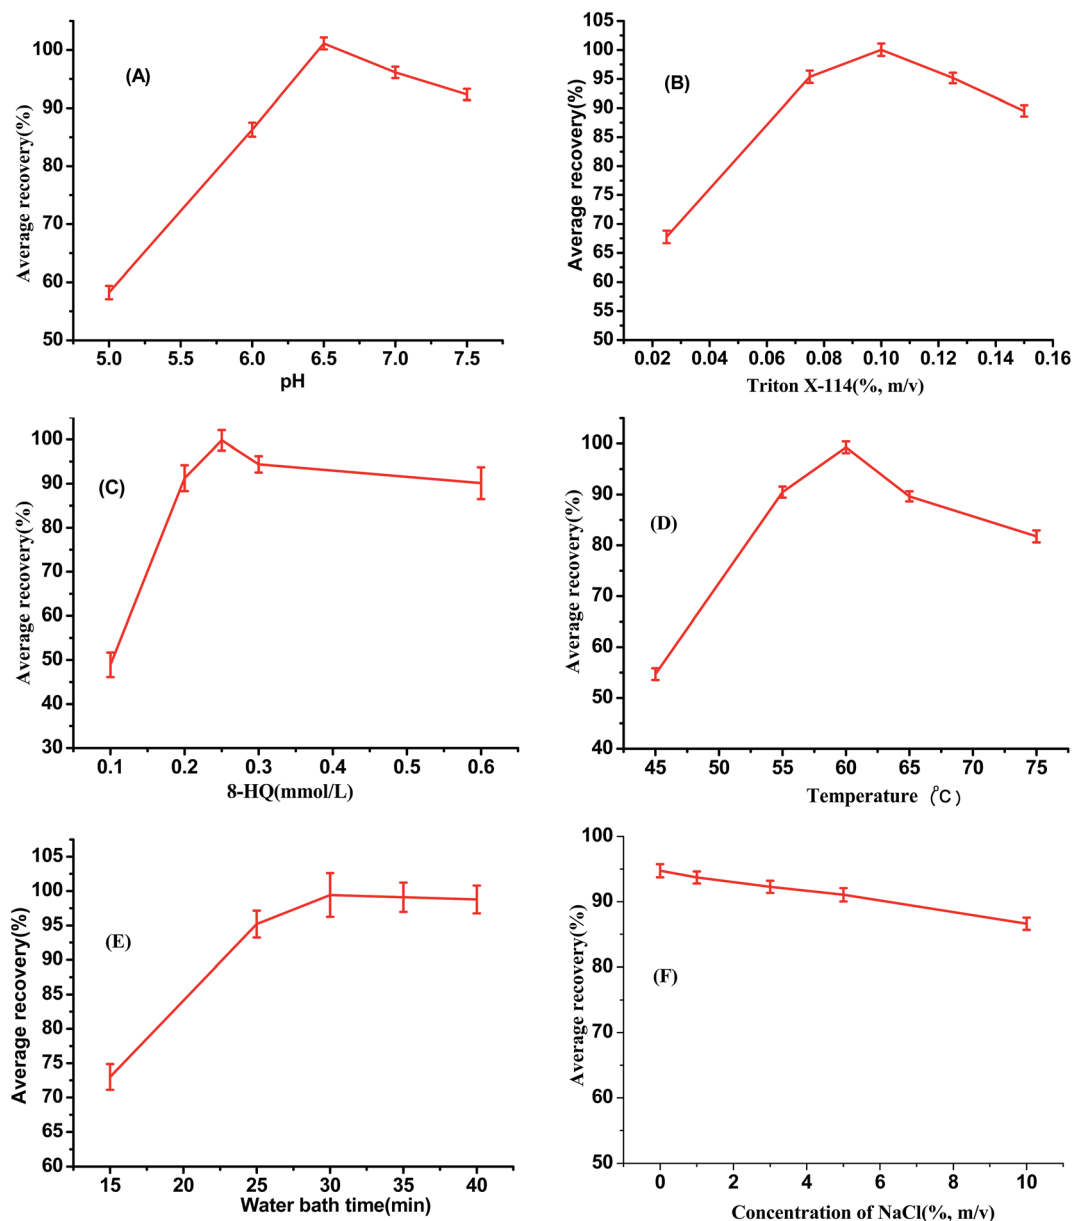 100
90
80
70
60
50
Average recovery(%)
(A)
5.0 5.5 6.0 6.5 7.0 7.5
pH
105
100
95
90
85
80
75
70
65
60
55
50
Average recovery(%)
(B)
0.02 0.04 0.06 0.08 0.10 0.12 0.14 0.16
Triton X-114(%, m/v)
100
90
80
70
60
50
40
30
Average recovery(%)
(C)
0.1 0.2 0.3 0.4 0.5 0.6
8-HQ(mmol/L)
100
90
80
70
60
50
40
Average recovery(%)
(D)
45 50 55 60 65 70 75
Temperature (°C)
105
100
95
90
85
80
75
70
65
60
Average recovery(%)
(E)
15 20 25 30 35 40
Water bath time(min)
100
90
80
70
60
50
Average recovery(%)
(F)
0 2 4 6 8 10
Concentration of NaCl(%, m/v)